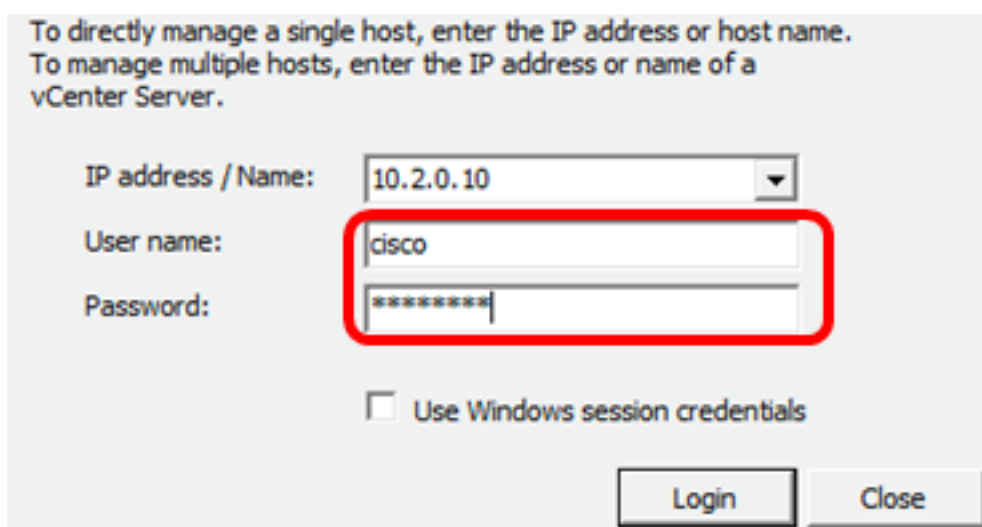 To directly manage a single host, enter the IP address or host name.
To manage multiple hosts, enter the IP address or name of a
vCenter Server.
IP address / Name: 10.2.0.10
User name: cisco
Password: ********
Use Windows session credentials
Login Close